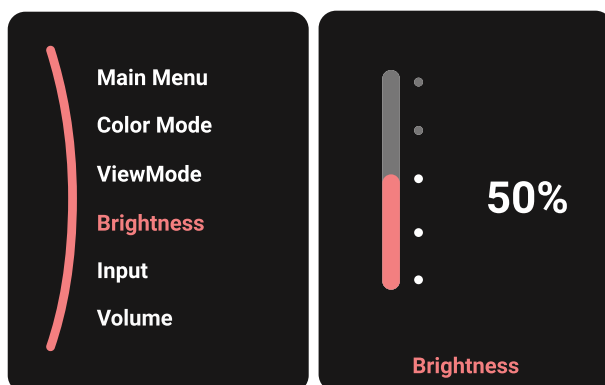 Main Menu
Color Mode
ViewMode
Brightness
Input
Volume
50%
Brightness